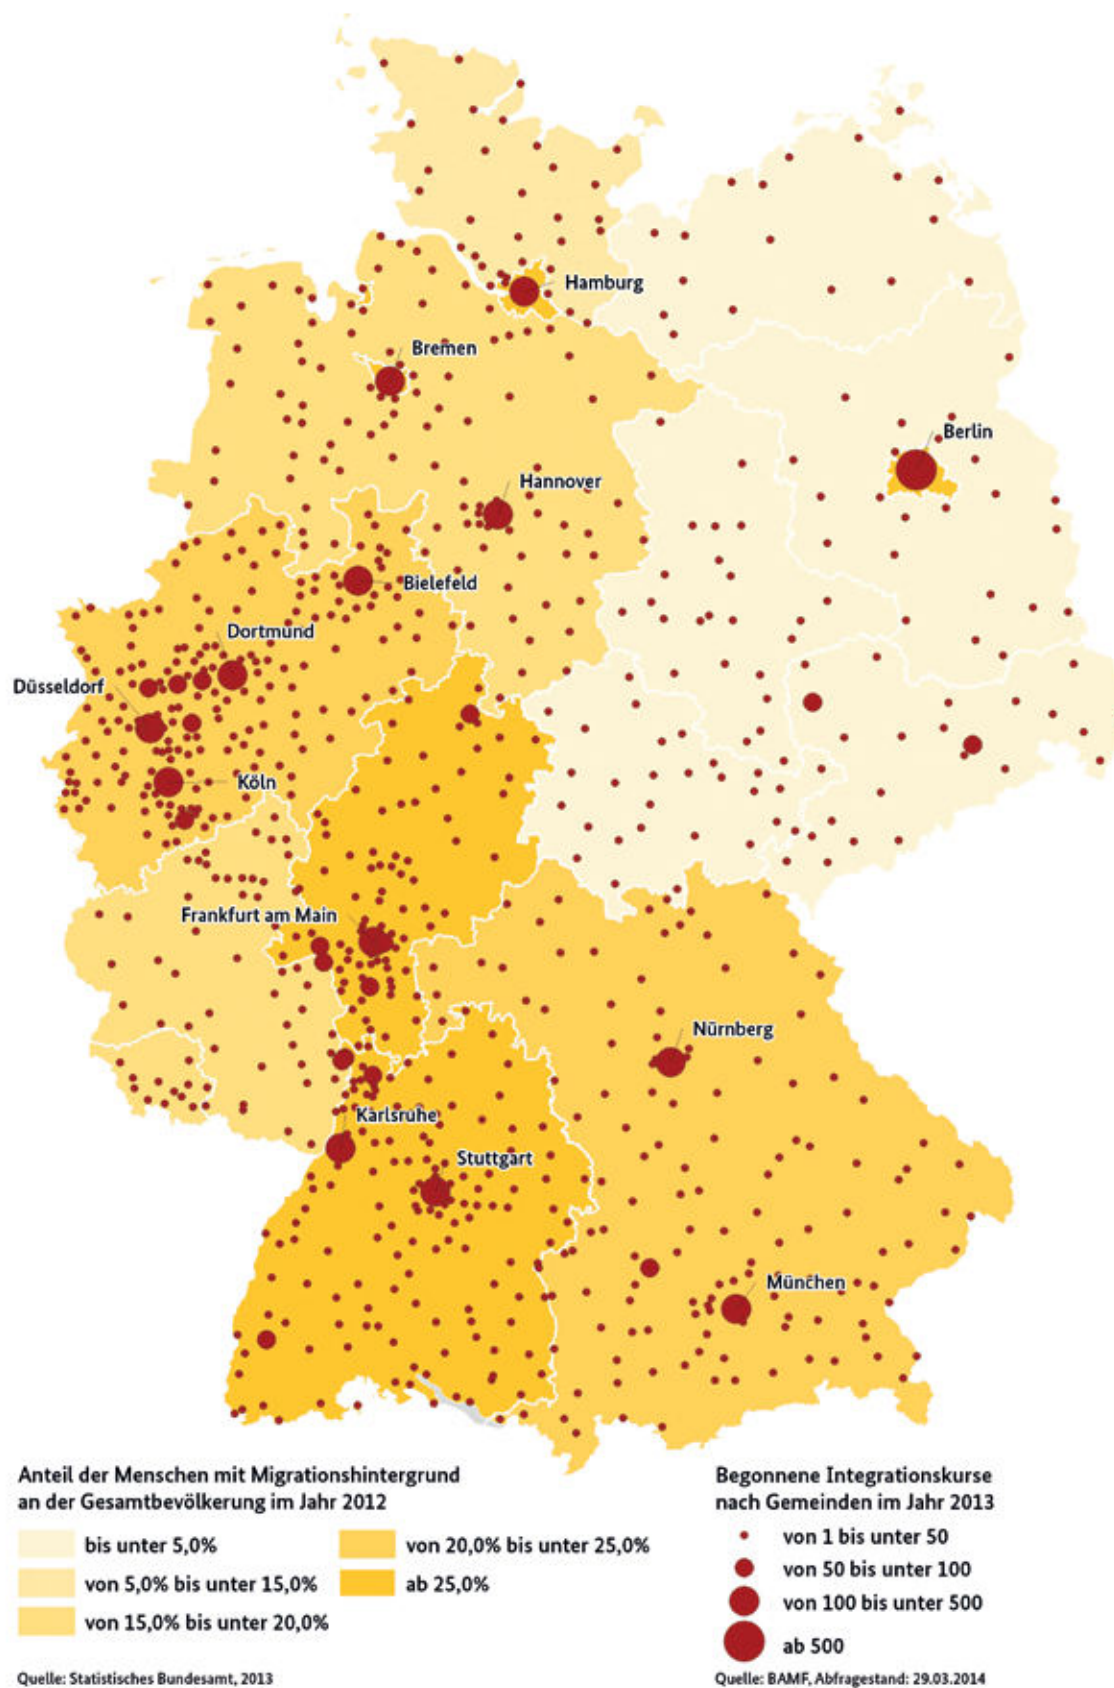 Hamburg
Bremen
Berlin
Hannover
Bielefeld
Dortmund
Düsseldorf
Köln
Frankfurt am Main
Nürnberg
Karlsruhe
Stuttgart
München
Anteil der Menschen mit Migrationshintergrund
an der Gesamtbevölkerung im Jahr 2012
bis unter 5,0%
von 5,0% bis unter 15,0%
von 15,0% bis unter 20,0%
von 20,0% bis unter 25,0%
ab 25,0%
Quelle: Statistisches Bundesamt, 2013
Begonnene Integrationskurse
nach Gemeinden im Jahr 2013
von 1 bis unter 50
von 50 bis unter 100
von 100 bis unter 500
ab 500
Quelle: BAMF, Abfragestand: 29.03.2014